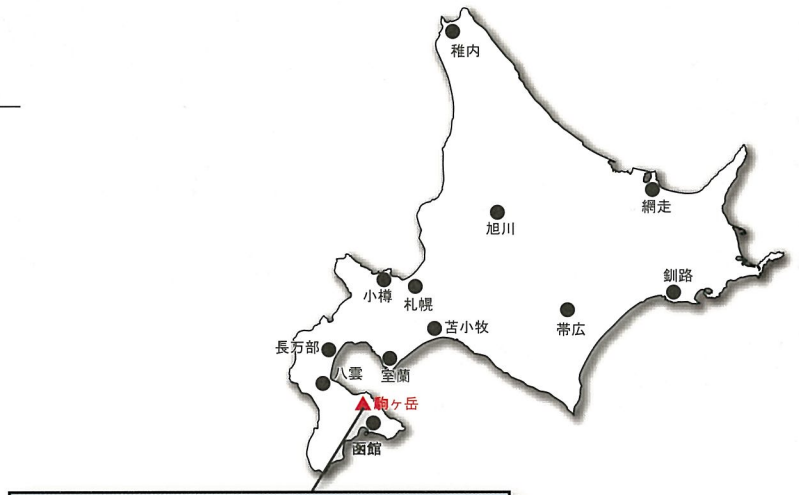 稚内
網走
旭川
釧路
小樽
札幌
帯広
苫小牧
長万部
室蘭
八雲
駒ヶ岳
函館